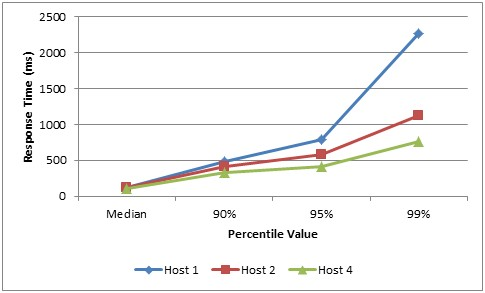 2500
2000
1500
1000
500
0
Response Time (ms)
Median 90% 95% 99%
Percentile Value
Host 1 Host 2 Host 4